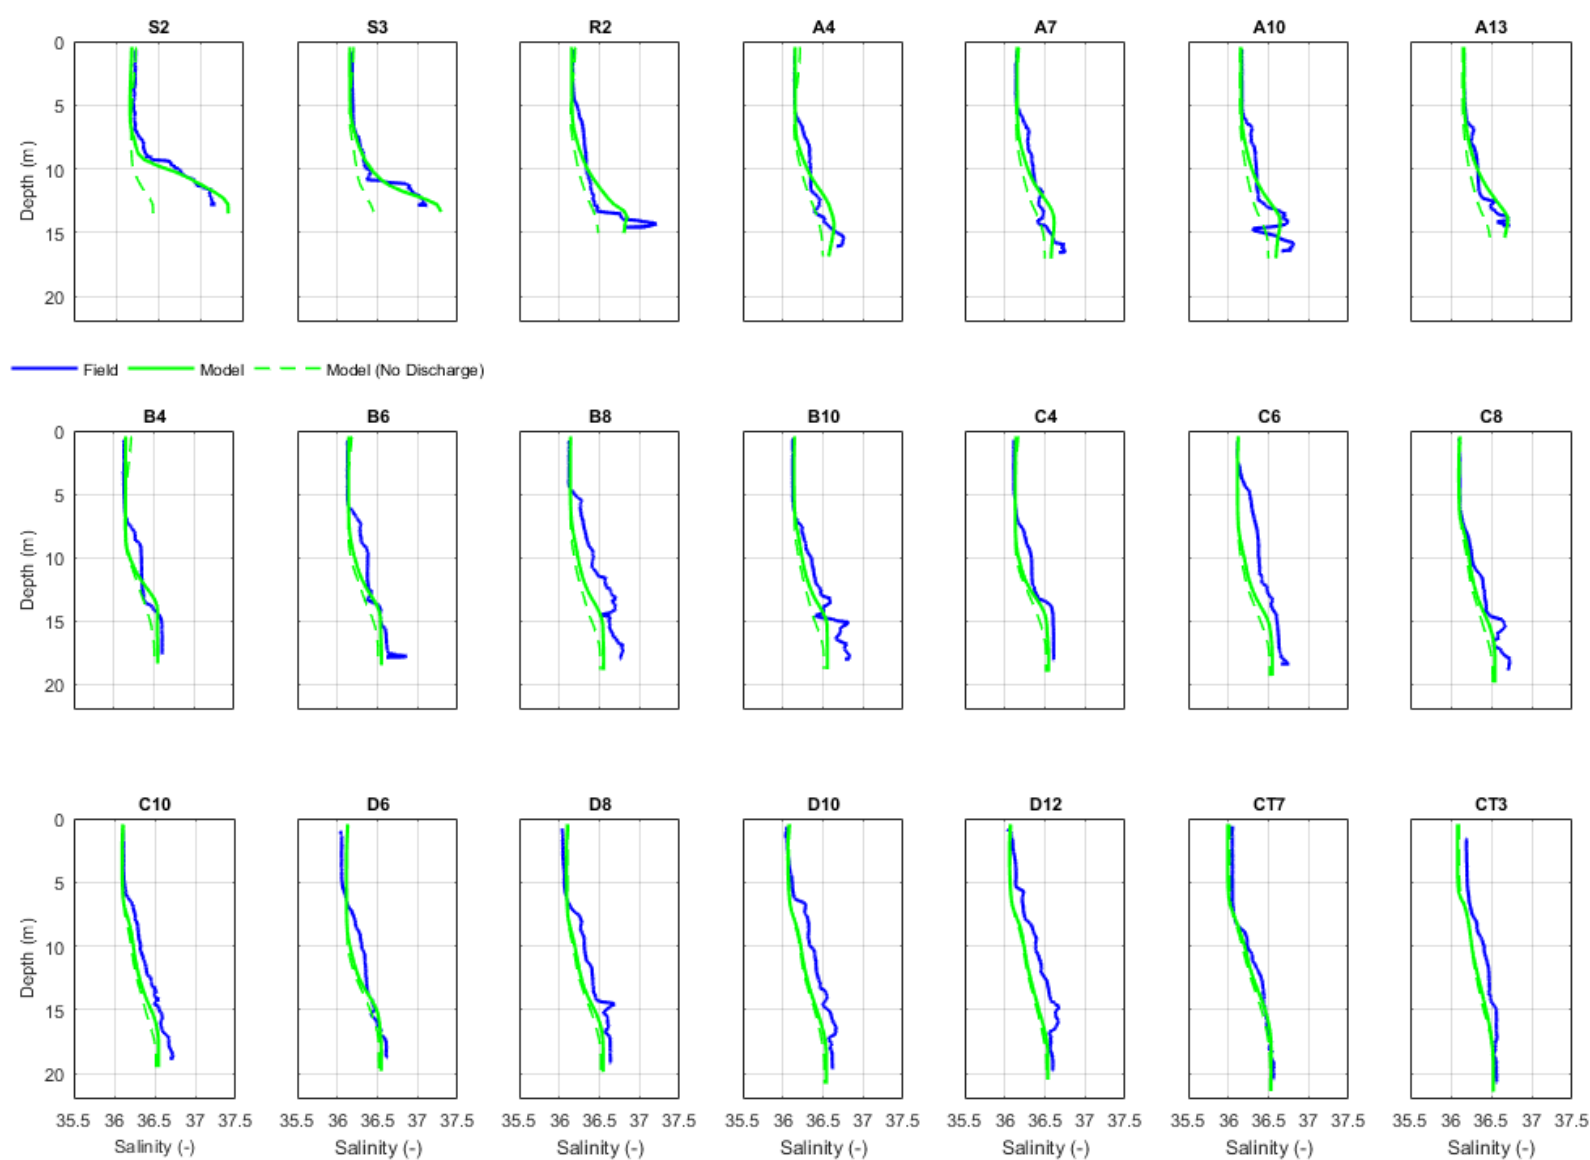 S2 S3 R2 A4 A7 A10 A13
0
5
10
15
20
Depth (m)
Field Model Model (No Discharge)
B4 B6 B8 B10 C4 C6 C8
0
5
10
15
20
Depth (m)
C10 D6 D8 D10 D12 CT7 CT3
0
5
10
15
20
Depth (m)
35.5 36 36.5 37 37.5 35.5 36 36.5 37 37.5 35.5 36 36.5 37 37.5 35.5 36 36.5 37 37.5 35.5 36 36.5 37 37.5 35.5 36 36.5 37 37.5 35.5 36 36.5 37 37.5
Salinity (-) Salinity (-) Salinity (-) Salinity (-) Salinity (-) Salinity (-) Salinity (-)